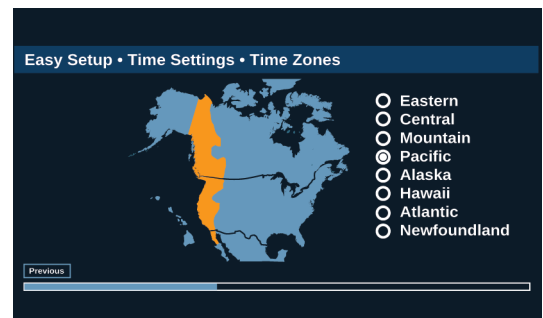 Easy Setup • Time Settings • Time Zones
Eastern
Central
Mountain
Pacific
Alaska
Hawaii
Atlantic
Newfoundland
Previous